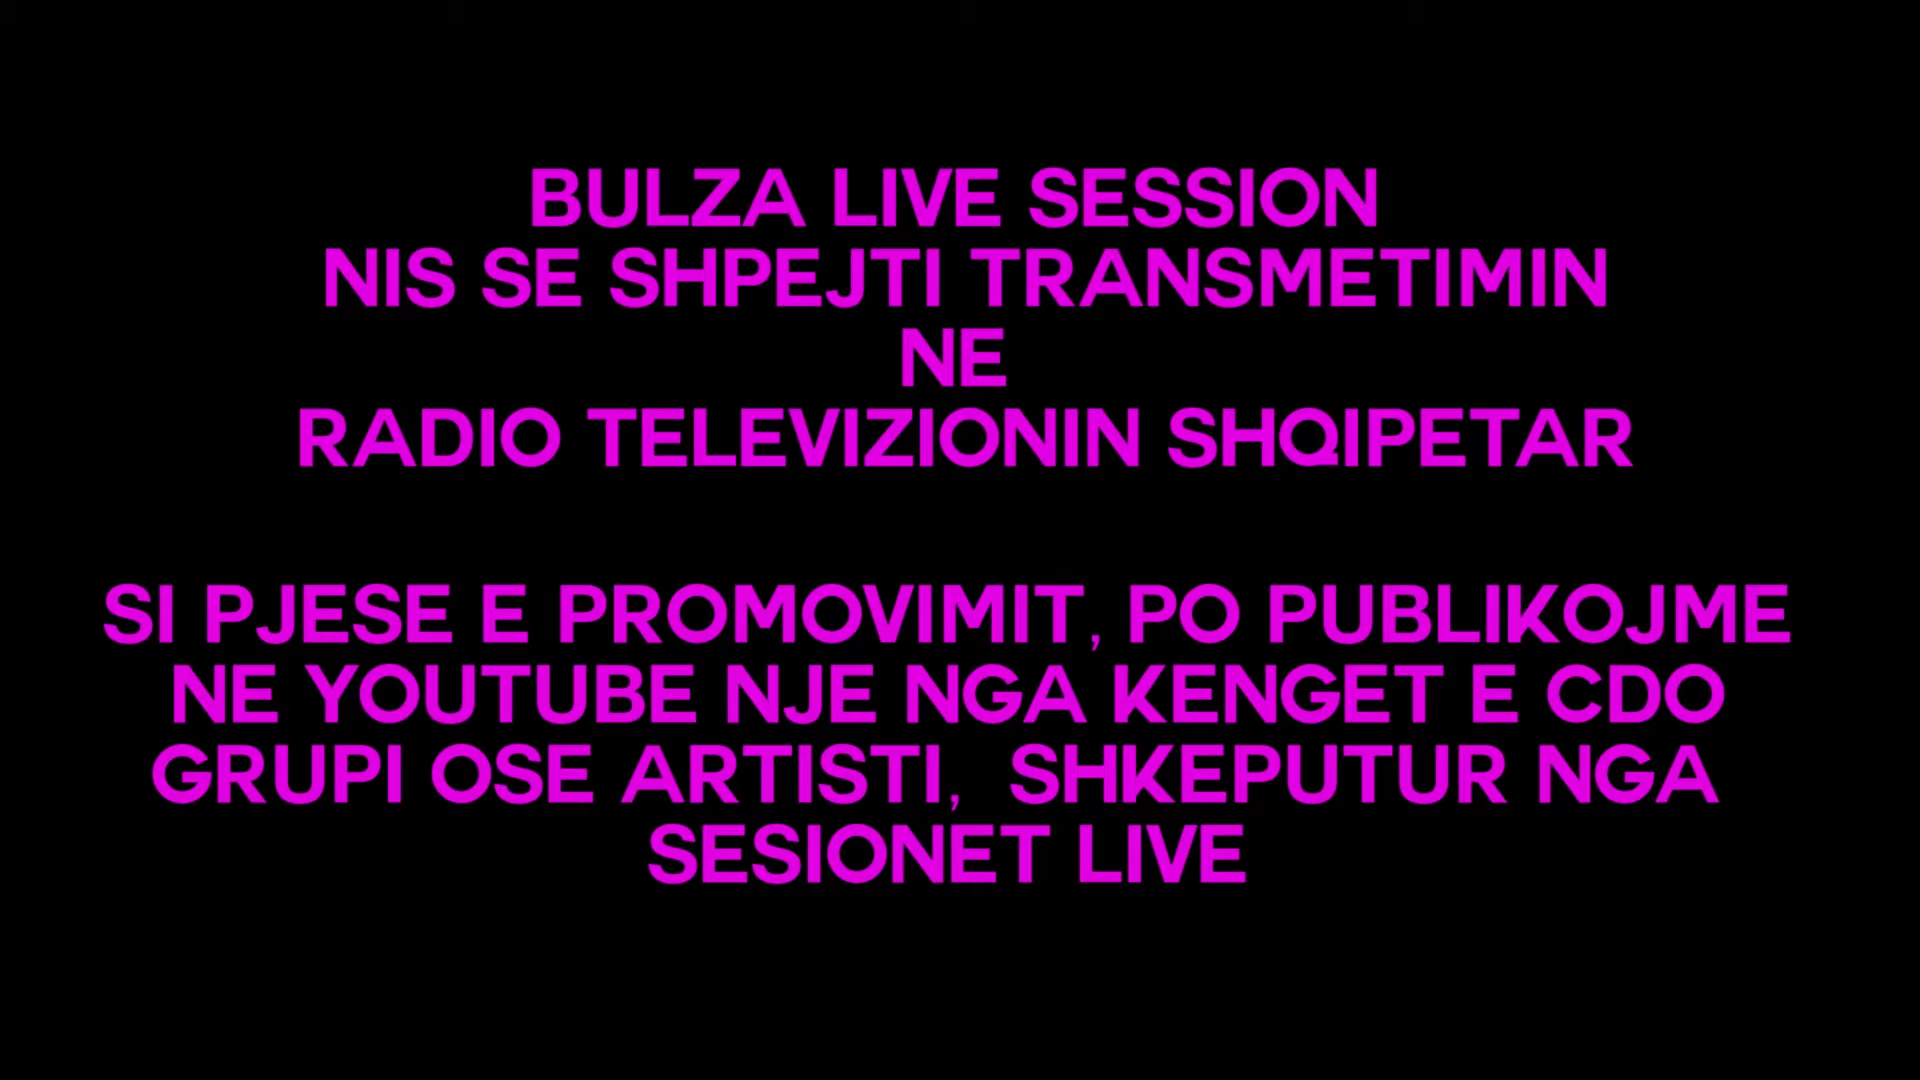 BULZA LIVE SESSION
NIS SE SHPEJTI TRANSMETIMIN
NE
RADIO TELEVIZIONIN SHQIPETAR
SI PJESE E PROMOVIMIT, PO PUBLIKOJME
NE YOUTUBE NJE NGA KENGET E CDO
GRUPI OSE ARTISTI, SHKEPUTUR NGA
SESIONET LIVE